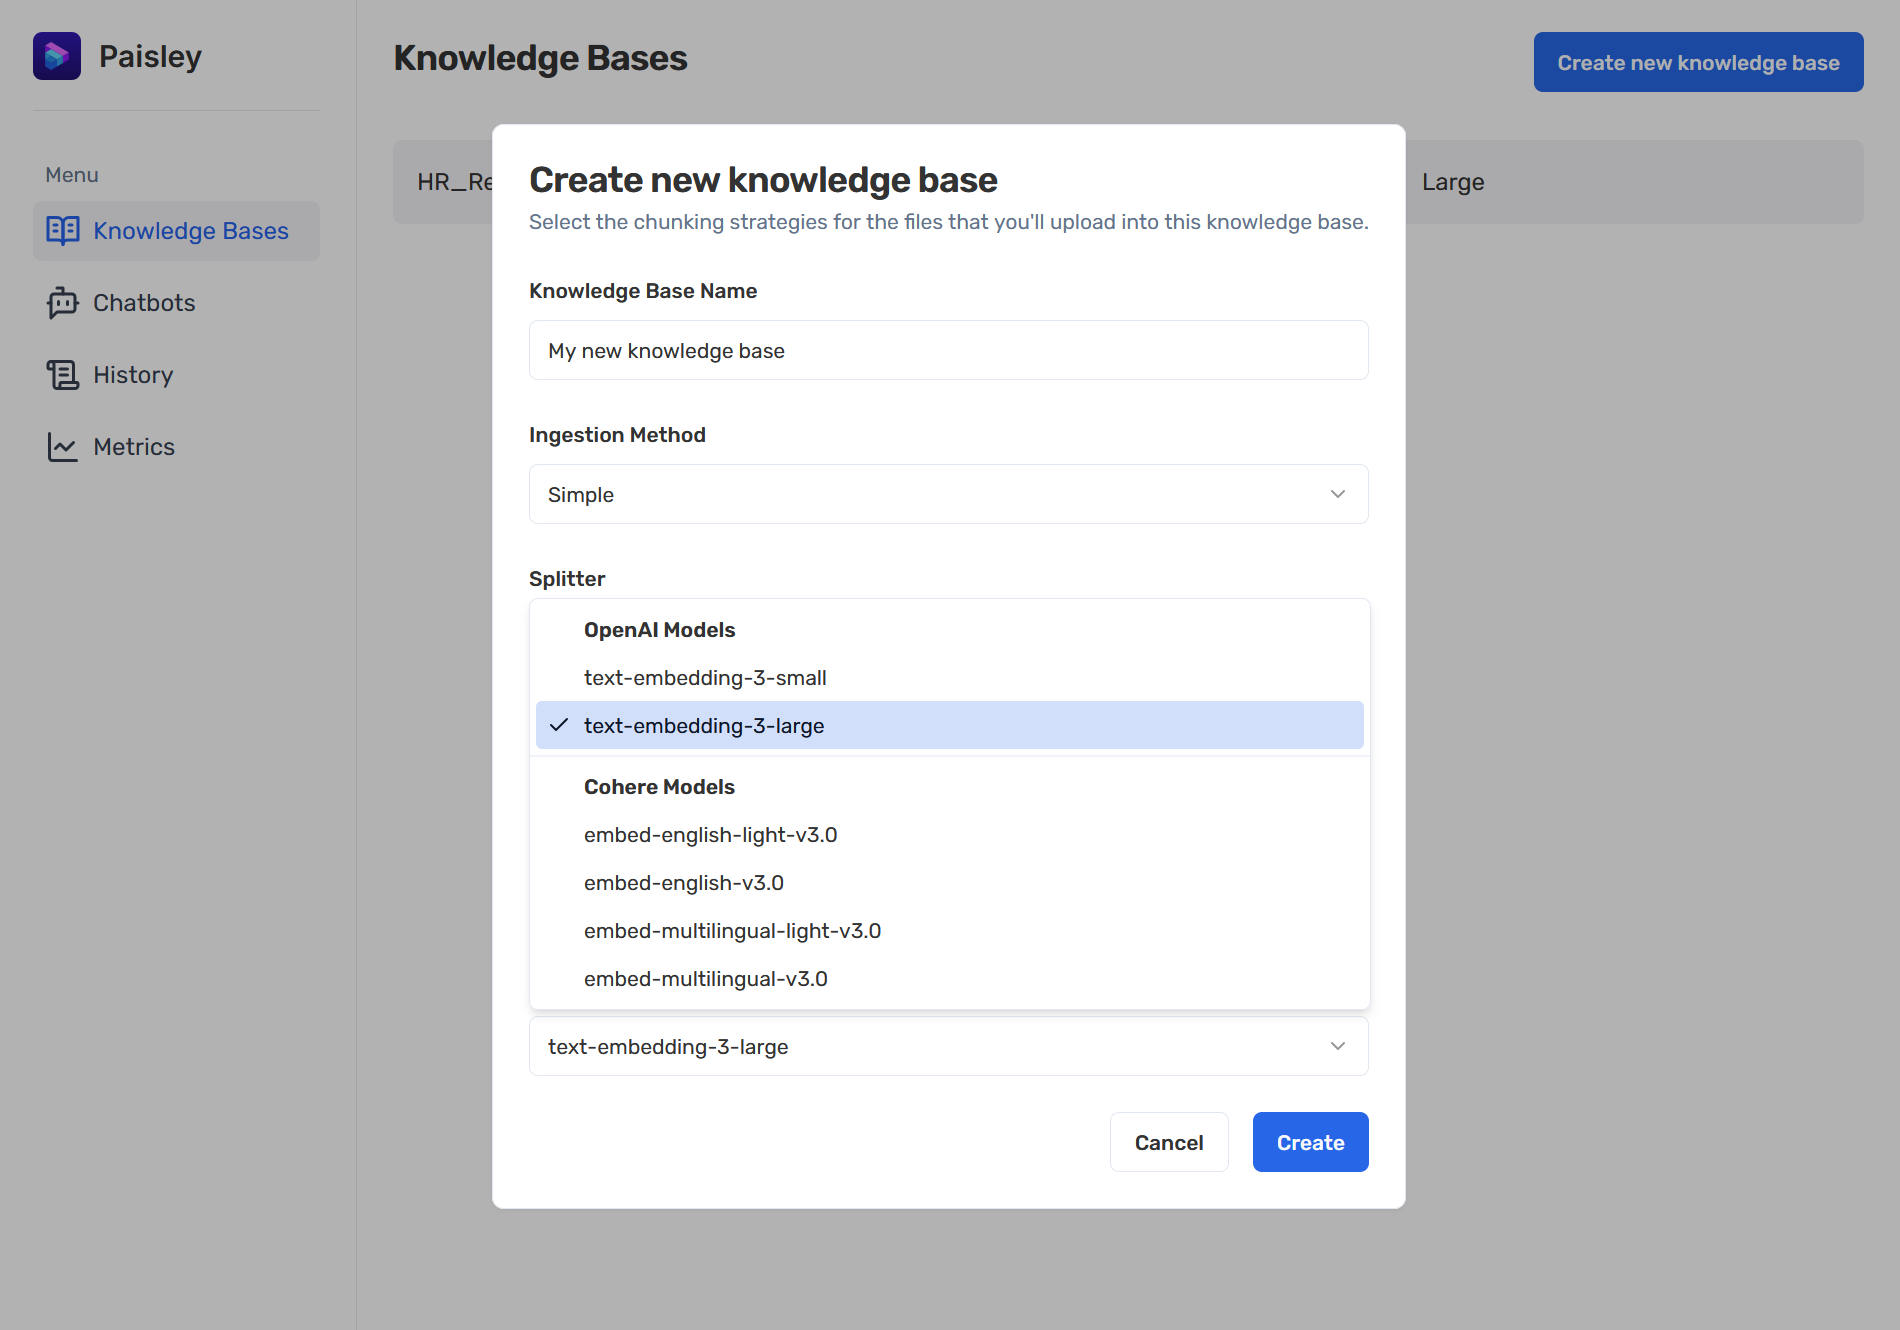 Paisley
Knowledge Bases
Create new knowledge base
Menu
Knowledge Bases
Chatbots
History
Metrics
HR_Re
Large
Create new knowledge base
Select the chunking strategies for the files that you'll upload into this knowledge base.
Knowledge Base Name
My new knowledge base
Ingestion Method
Simple
Splitter
OpenAI Models
text-embedding-3-small
text-embedding-3-large
Cohere Models
embed-english-light-v3.0
embed-english-v3.0
embed-multilingual-light-v3.0
embed-multilingual-v3.0
text-embedding-3-large
Cancel
Create